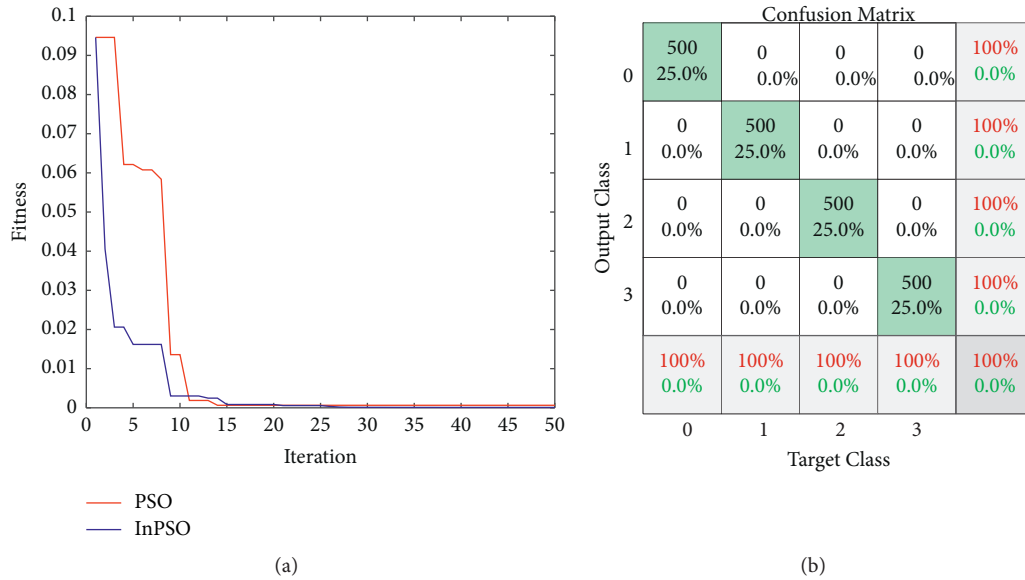 0.1
0.09
0.08
0.07
0.06
0.05
0.04
0.03
0.02
0.01
0
Fitness
0 5 10 15 20 25 30 35 40 45 50
Iteration
PSO
InPSO
(a)
Confusion Matrix
Output Class
0
500 0 0 0 100%
25.0% 0.0% 0.0% 0.0% 0.0%
1
0 500 0 0 100%
0.0% 25.0% 0.0% 0.0% 0.0%
2
0 0 500 0 100%
0.0% 0.0% 25.0% 0.0% 0.0%
3
0 0 0 500 100%
0.0% 0.0% 0.0% 25.0% 0.0%
100% 100% 100% 100% 100%
0.0% 0.0% 0.0% 0.0% 0.0%
0 1 2 3
Target Class
(b)